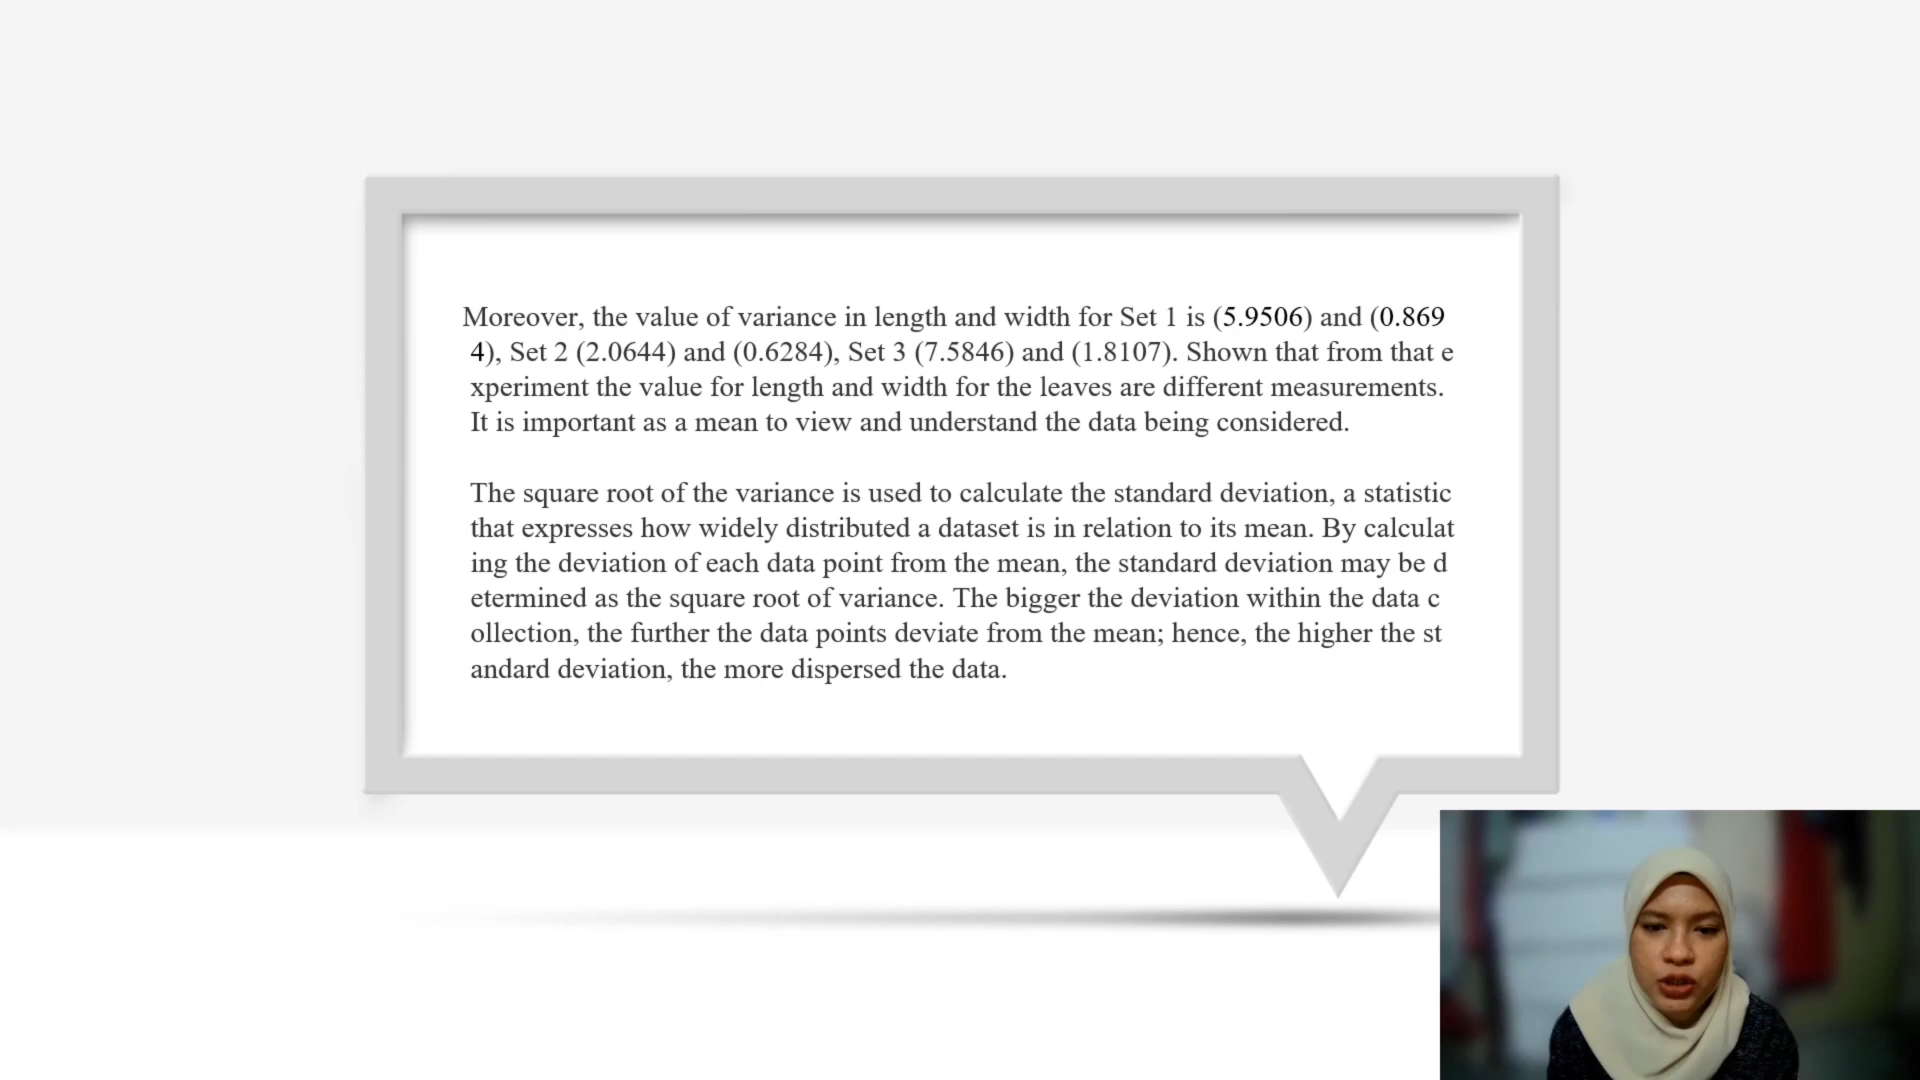 Moreover, the value of variance in length and width for Set 1 is (5.9506) and (0.869
4), Set 2 (2.0644) and (0.6284), Set 3 (7.5846) and (1.8107). Shown that from that e
xperiment the value for length and width for the leaves are different measurements.
It is important as a mean to view and understand the data being considered.
The square root of the variance is used to calculate the standard deviation, a statistic
that expresses how widely distributed a dataset is in relation to its mean. By calculat
ing the deviation of each data point from the mean, the standard deviation may be d
etermined as the square root of variance. The bigger the deviation within the data c
ollection, the further the data points deviate from the mean; hence, the higher the st
andard deviation, the more dispersed the data.